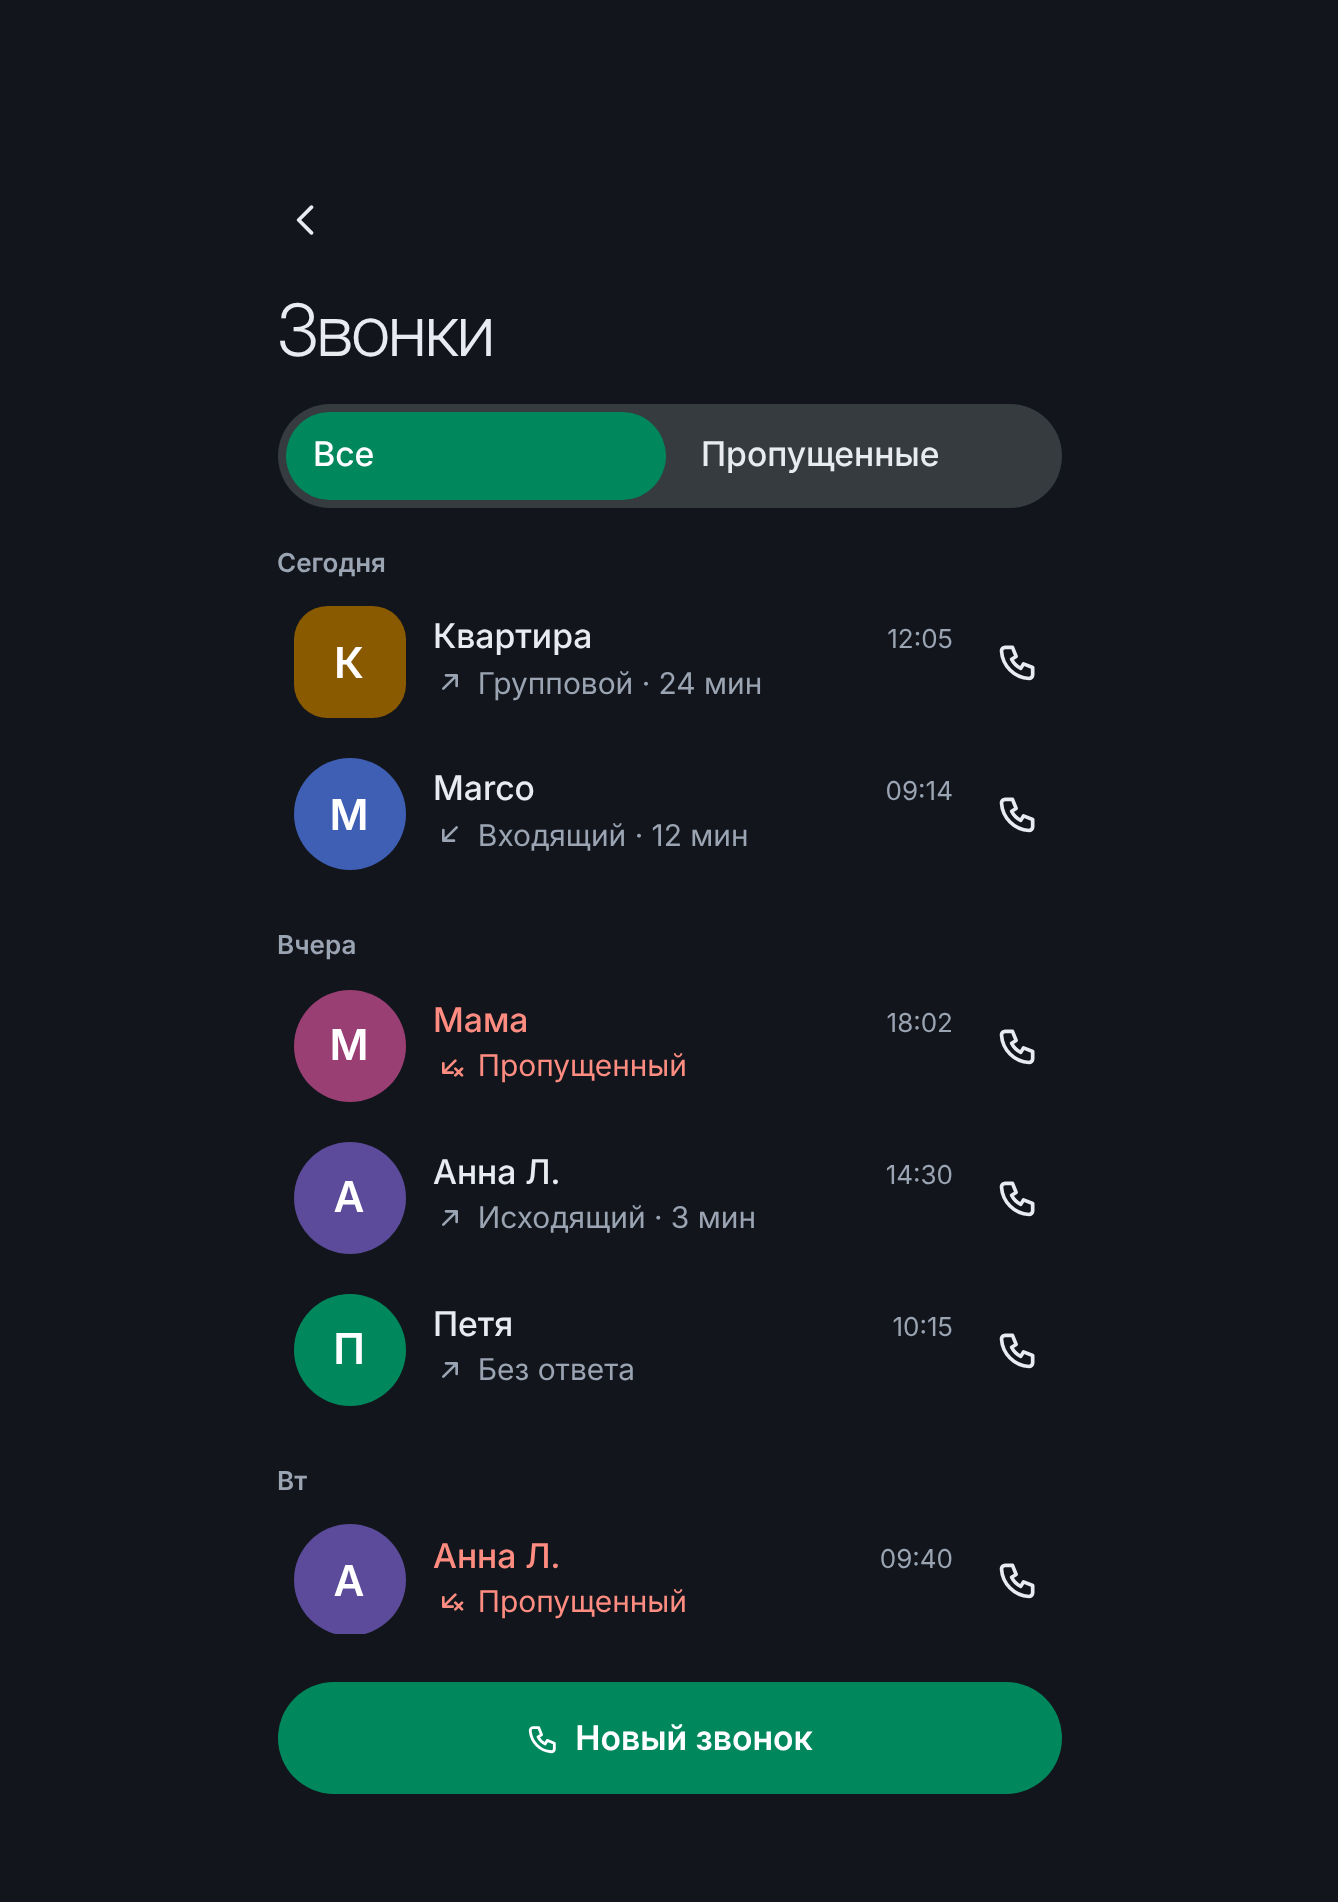 Звонки
Все
Пропущенные
Сегодня
К
Квартира
12:05
Групповой · 24 мин
M
Marco
09:14
Входящий · 12 мин
Вчера
М
Мама
18:02
Пропущенный
А
Анна Л.
14:30
Исходящий · 3 мин
П
Петя
10:15
Без ответа
Вт
А
Анна Л.
09:40
Пропущенный
Новый звонок